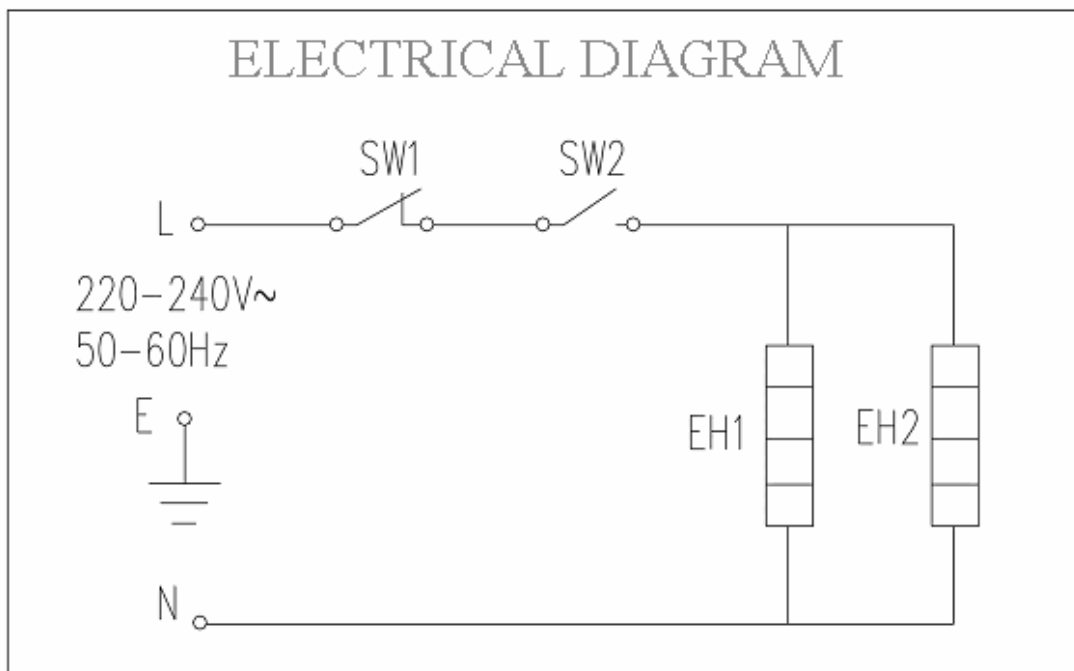 ELECTRICAL DIAGRAM
SW1 SW2
L
220-240V~
50-60Hz
E
EH1 EH2
N